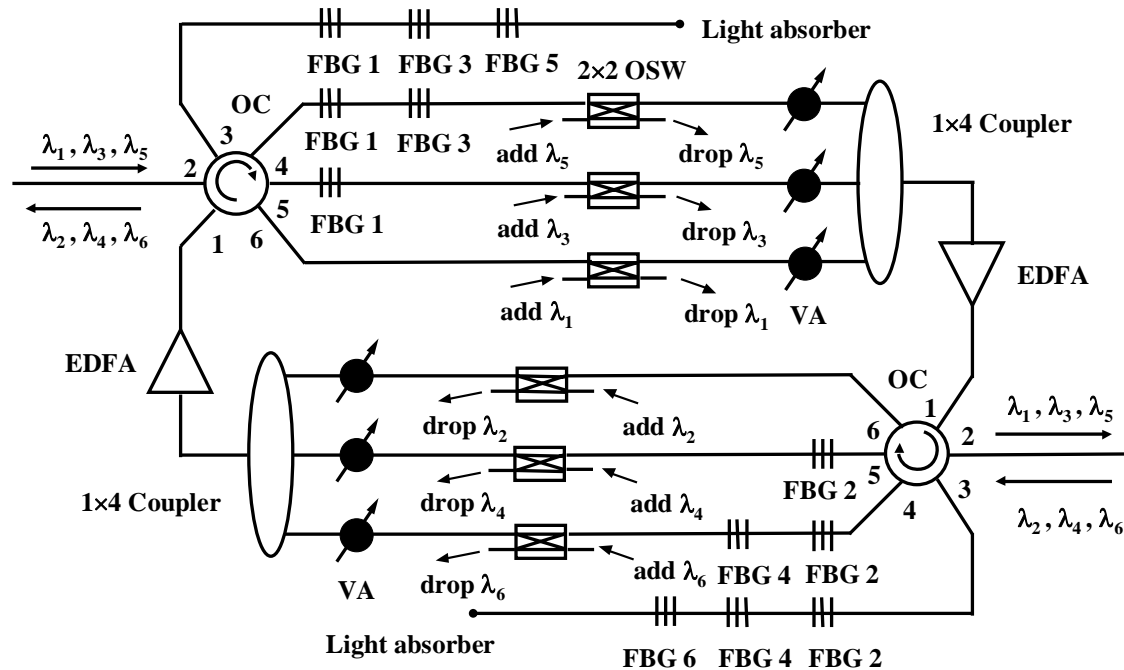 Light absorber
FBG 1 FBG 3 FBG 5
2×2 OSW
OC
λ1, λ3, λ5
3
FBG 1 FBG 3
add λ5
drop λ5
1×4 Coupler
2
4
λ2, λ4, λ6
5
FBG 1
add λ3
drop λ3
1
6
EDFA
add λ1
drop λ1
VA
EDFA
OC
1
λ1, λ3, λ5
drop λ2
add λ2
6
2
1×4 Coupler
FBG 2
5
3
drop λ4
add λ4
4
λ2, λ4, λ6
VA
drop λ6
add λ6
FBG 4 FBG 2
Light absorber
FBG 6 FBG 4 FBG 2